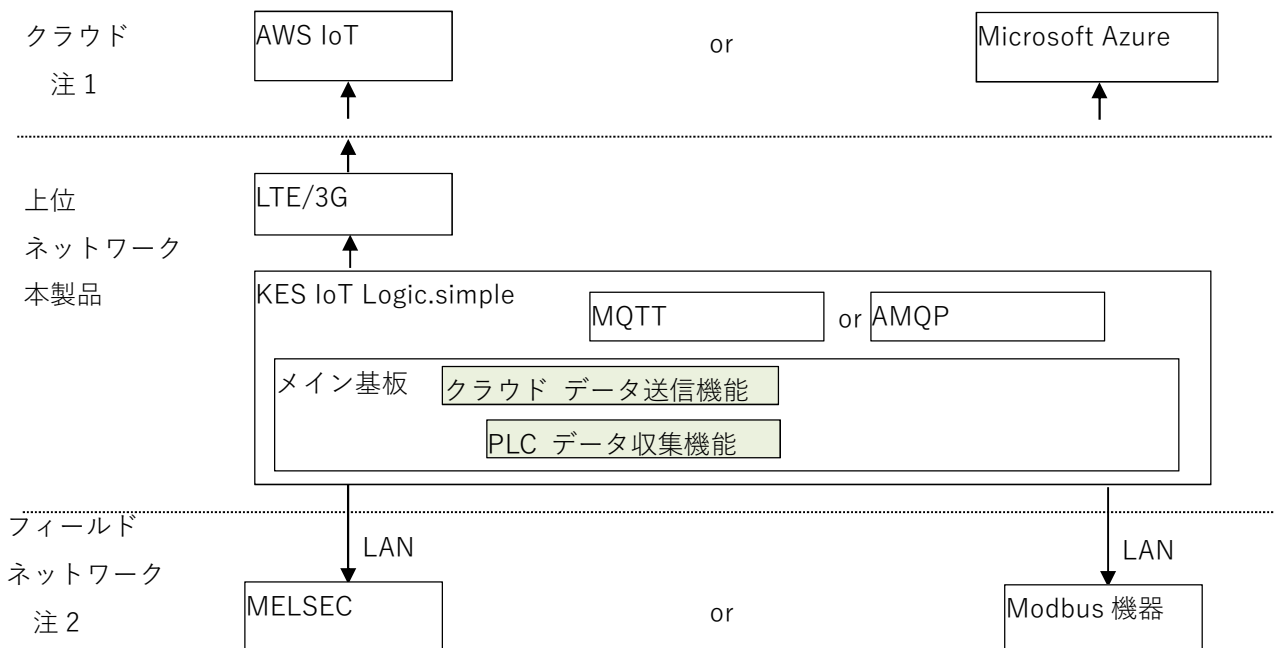 クラウド
注 1
AWS IoT
or
Microsoft Azure
上位
ネットワーク
本製品
LTE/3G
KES IoT Logic.simple
MQTT
or
AMQP
メイン基板
クラウド データ送信機能
PLC データ収集機能
フィールド
ネットワーク
注 2
LAN
LAN
MELSEC
or
Modbus 機器